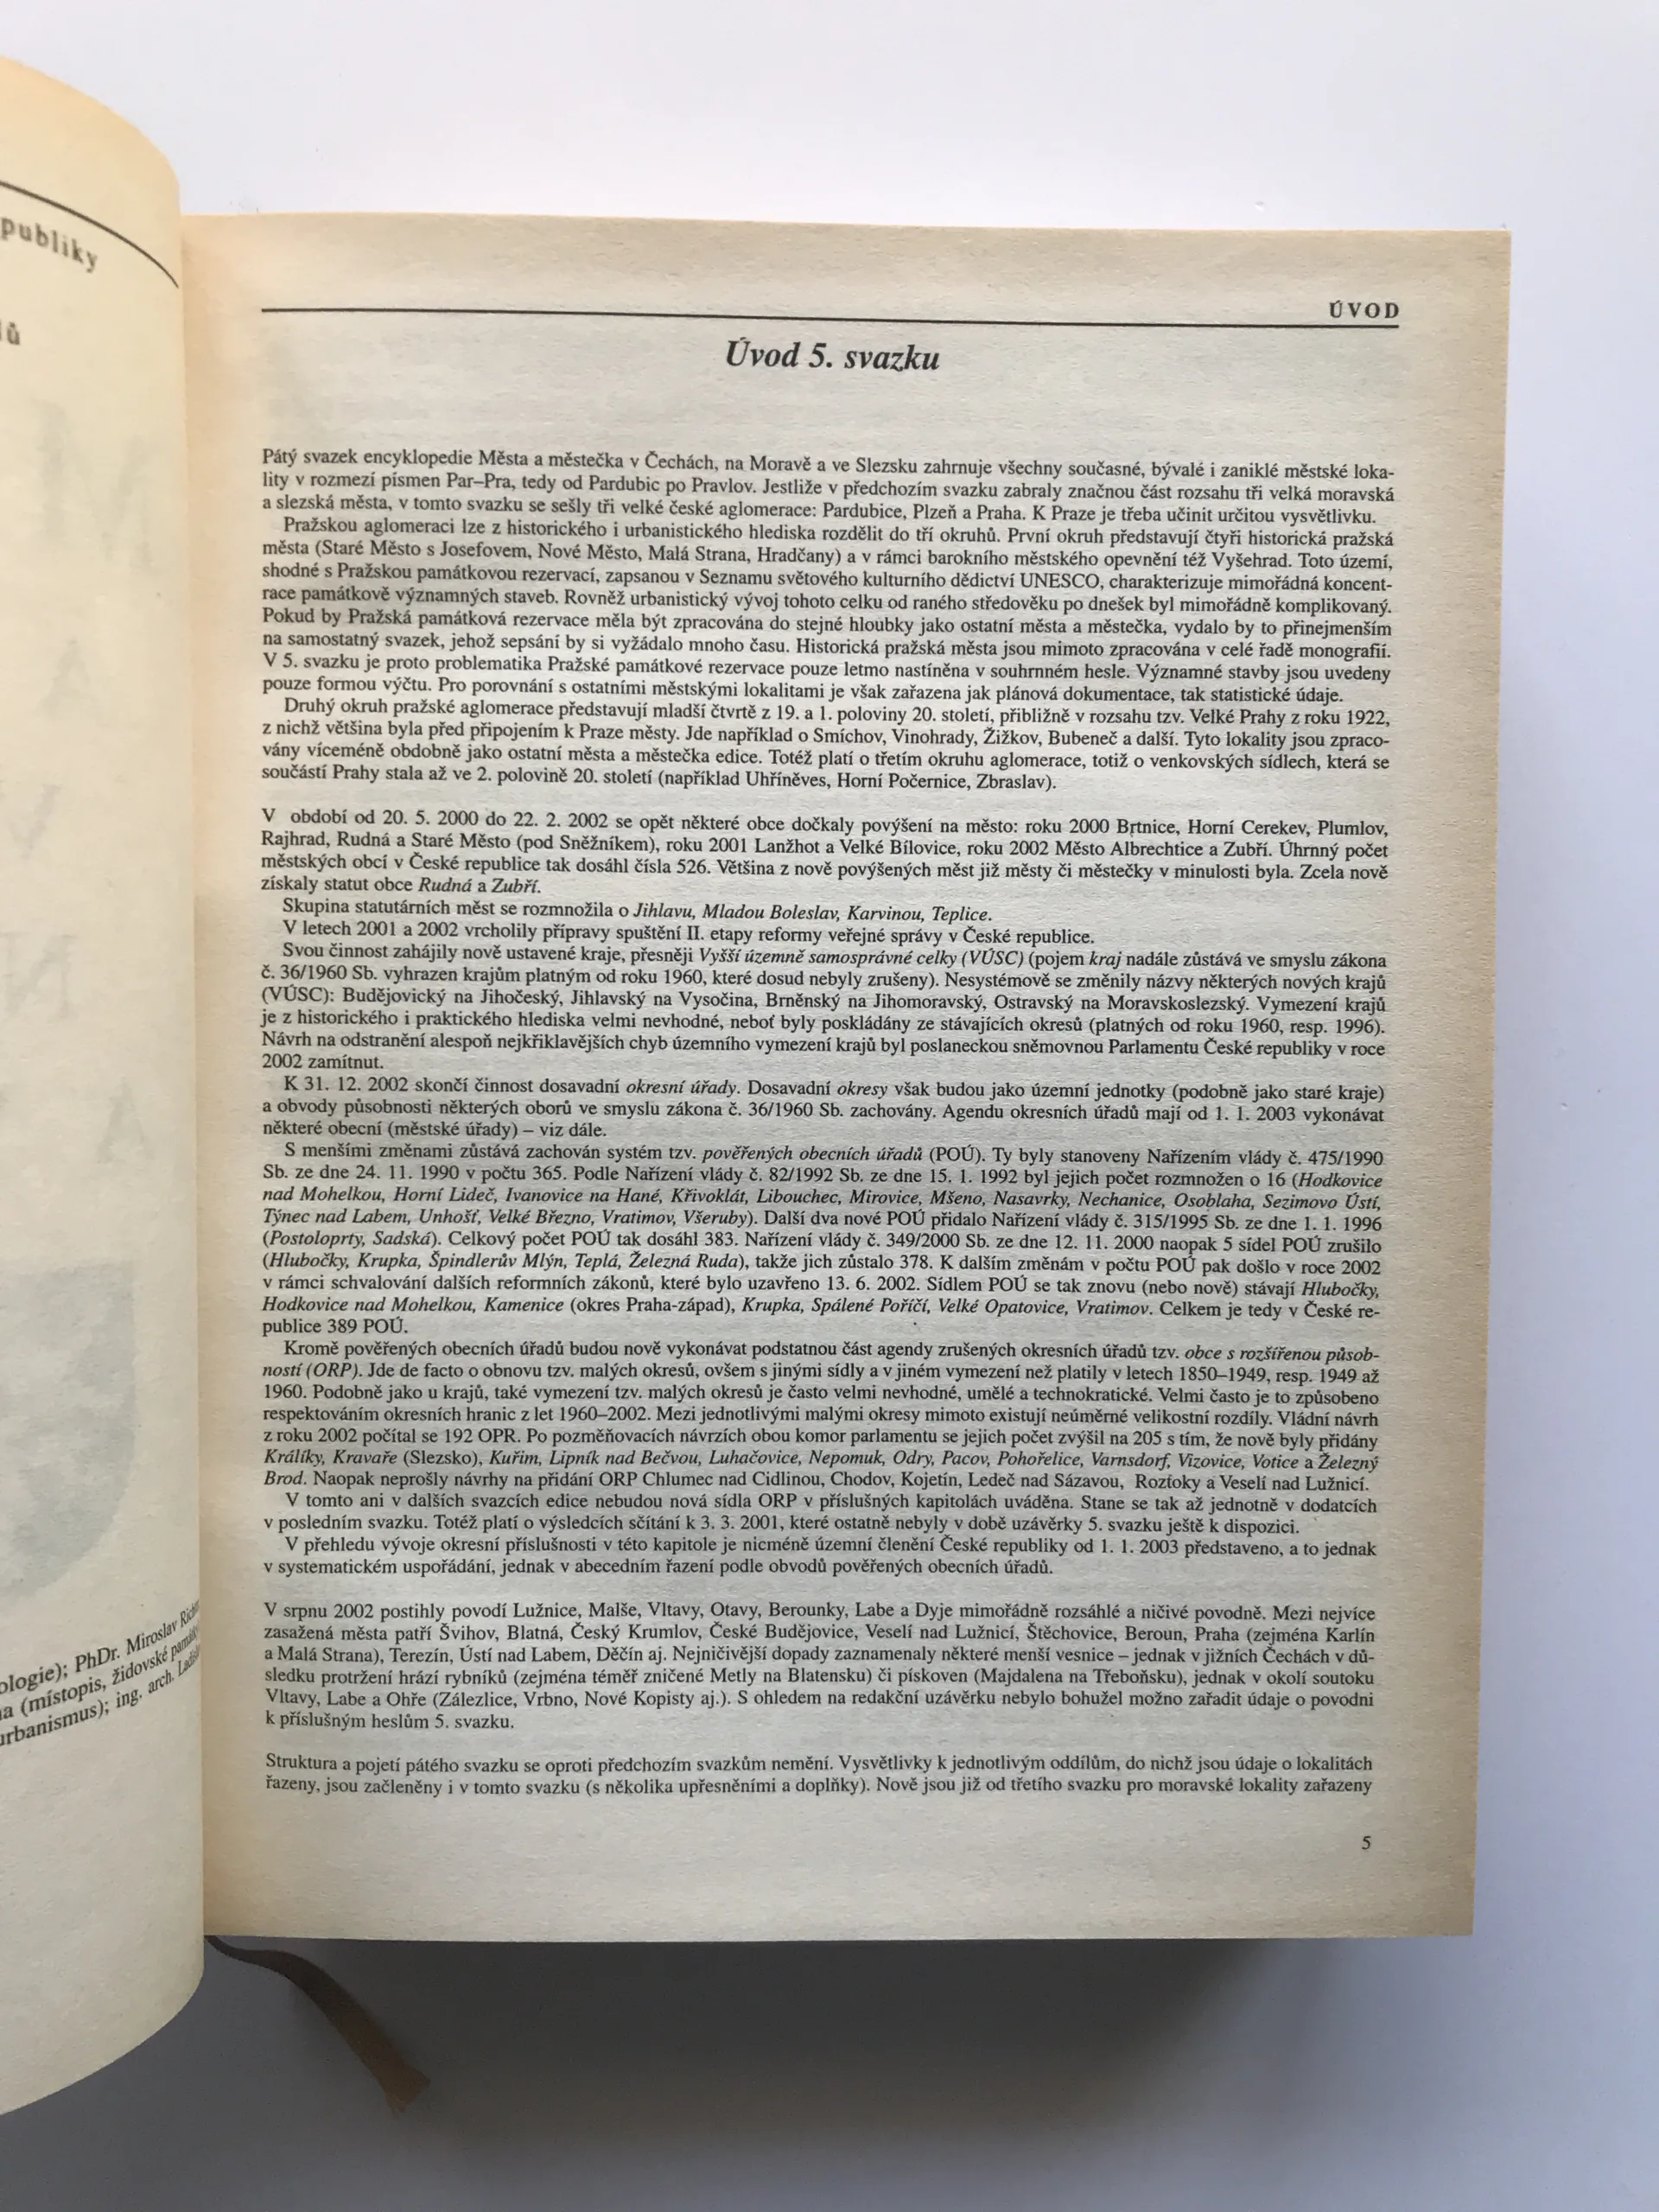 publiky
ÚVOD
Úvod 5. svazku
Pátý svazek encyklopedie Města a městečka v Čechách, na Moravě a ve Slezsku zahrnuje všechny současné, bývalé i zaniklé městské loka-
lity v rozmezí písmen Par–Pra, tedy od Pardubic po Pravlov. Jestliže v předchozím svazku zabraly značnou část rozsahu tři velká moravská
a slezská města, v tomto svazku se sešly tři velké české aglomerace: Pardubice, Plzeň a Praha. K Praze je třeba učinit určitou vysvětlivku.
Pražskou aglomeraci lze z historického i urbanistického hlediska rozdělit do tří okruhů. První okruh představují čtyři historická pražská
města (Staré Město s Josefovem, Nové Město, Malá Strana, Hradčany) a v rámci barokního městského opevnění též Vyšehrad. Toto území,
shodné s Pražskou památkovou rezervací, zapsanou v Seznamu světového kulturního dědictví UNESCO, charakterizuje mimořádná koncent-
race památkově významných staveb. Rovněž urbanistický vývoj tohoto celku od raného středověku po dnešek byl mimořádně komplikovaný.
Pokud by Pražská památková rezervace měla být zpracována do stejné hloubky jako ostatní města a městečka, vydalo by to přinejmenším
na samostatný svazek, jehož sepsání by si vyžádalo mnoho času. Historická pražská města jsou mimoto zpracována v celé řadě monografií.
V 5. svazku je proto problematika Pražské památkové rezervace pouze letmo nastíněna v souhrnném hesle. Významné stavby jsou uvedeny
pouze formou výčtu. Pro porovnání s ostatními městskými lokalitami je však zařazena jak plánová dokumentace, tak statistické údaje.
Druhý okruh pražské aglomerace představují mladší čtvrtě z 19. a 1. poloviny 20. století, přibližně v rozsahu tzv. Velké Prahy z roku 1922,
z nichž většina byla před připojením k Praze městy. Jde například o Smíchov, Vinohrady, Žižkov, Bubeneč a další. Tyto lokality jsou zpraco-
vány víceméně obdobně jako ostatní města a městečka edice. Totéž platí o třetím okruhu aglomerace, totiž o venkovských sídlech, která se
součástí Prahy stala až ve 2. polovině 20. století (například Uhříněves, Horní Počernice, Zbraslav).
V období od 20. 5. 2000 do 22. 2. 2002 se opět některé obce dočkaly povýšení na město: roku 2000 Brtnice, Horní Cerekev, Plumlov,
Rajhrad, Rudná a Staré Město (pod Sněžníkem), roku 2001 Lanžhot a Velké Bílovice, roku 2002 Město Albrechtice a Zubří. Úhrnný počet
městských obcí v České republice tak dosáhl čísla 526. Většina z nově povýšených měst již městy či městečky v minulosti byla. Zcela nově
získaly statut obce Rudná a Zubří.
Skupina statutárních měst se rozmnožila o Jihlavu, Mladou Boleslav, Karvinou, Teplice.
V letech 2001 a 2002 vrcholily přípravy spuštění II. etapy reformy veřejné správy v České republice.
Svou činnost zahájily nově ustavené kraje, přesněji Vyšší územně samosprávné celky (VÚSC) (pojem kraj nadále zůstává ve smyslu zákona
č. 36/1960 Sb. vyhrazen krajům platným od roku 1960, které dosud nebyly zrušeny). Nesystémově se změnily názvy některých nových krajů
(VÚSC): Budějovický na Jihočeský, Jihlavský na Vysočina, Brněnský na Jihomoravský, Ostravský na Moravskoslezský. Vymezení krajů
je z historického i praktického hlediska velmi nevhodné, neboť byly poskládány ze stávajících okresů (platných od roku 1960, resp. 1996).
Návrh na odstranění alespoň nejkřiklavějších chyb územního vymezení krajů byl poslaneckou sněmovnou Parlamentu České republiky v roce
2002 zamítnut.
K 31. 12. 2002 skončí činnost dosavadní okresní úřady. Dosavadní okresy však budou jako územní jednotky (podobně jako staré kraje)
a obvody působnosti některých oborů ve smyslu zákona č. 36/1960 Sb. zachovány. Agendu okresních úřadů mají od 1. 1. 2003 vykonávat
některé obecní (městské úřady) – viz dále.
S menšími změnami zůstává zachován systém tzv. pověřených obecních úřadů (POÚ). Ty byly stanoveny Nařízením vlády č. 475/1990
Sb. ze dne 24. 11. 1990 v počtu 365. Podle Nařízení vlády č. 82/1992 Sb. ze dne 15. 1. 1992 byl jejich počet rozmnožen o 16 (Hodkovice
nad Mohelkou, Horní Lideč, Ivanovice na Hané, Křivoklát, Libouchec, Mirovice, Mšeno, Nasavrky, Nechanice, Osoblaha, Sezimovo Ústí,
Týnec nad Labem, Unhošť, Velké Březno, Vratimov, Všeruby). Další dva nové POÚ přidalo Nařízení vlády č. 315/1995 Sb. ze dne 1. 1. 1996
(Postoloprty, Sadská). Celkový počet POÚ tak dosáhl 383. Nařízení vlády č. 349/2000 Sb. ze dne 12. 11. 2000 naopak 5 sídel POÚ zrušilo
(Hlubočky, Krupka, Špindlerův Mlýn, Teplá, Železná Ruda), takže jich zůstalo 378. K dalším změnám v počtu POÚ pak došlo v roce 2002
v rámci schvalování dalších reformních zákonů, které bylo uzavřeno 13. 6. 2002. Sídlem POÚ se tak znovu (nebo nově) stávají Hlubočky,
Hodkovice nad Mohelkou, Kamenice (okres Praha-západ), Krupka, Spálené Poříčí, Velké Opatovice, Vratimov. Celkem je tedy v České re-
publice 389 POÚ.
Kromě pověřených obecních úřadů budou nově vykonávat podstatnou část agendy zrušených okresních úřadů tzv. obce s rozšířenou působ-
ností (ORP). Jde de facto o obnovu tzv. malých okresů, ovšem s jinými sídly a v jiném vymezení než platily v letech 1850–1949, resp. 1949 až
1960. Podobně jako u krajů, také vymezení tzv. malých okresů je často velmi nevhodné, umělé a technokratické. Velmi často je to způsobeno
respektováním okresních hranic z let 1960–2002. Mezi jednotlivými malými okresy mimoto existují neúměrné velikostní rozdíly. Vládní návrh
z roku 2002 počítal se 192 OPR. Po pozměňovacích návrzích obou komor parlamentu se jejich počet zvýšil na 205 s tím, že nově byly přidány
Králíky, Kravaře (Slezsko), Kuřim, Lipník nad Bečvou, Luhačovice, Nepomuk, Odry, Pacov, Pohořelice, Varnsdorf, Vizovice, Votice a Železný
Brod. Naopak neprošly návrhy na přidání ORP Chlumec nad Cidlinou, Chodov, Kojetín, Ledeč nad Sázavou, Roztoky a Veselí nad Lužnicí.
V tomto ani v dalších svazcích edice nebudou nová sídla ORP v příslušných kapitolách uváděna. Stane se tak až jednotně v dodatcích
v posledním svazku. Totéž platí o výsledcích sčítání k 3. 3. 2001, které ostatně nebyly v době uzávěrky 5. svazku ještě k dispozici.
V přehledu vývoje okresní příslušnosti v této kapitole je nicméně územní členění České republiky od 1. 1. 2003 představeno, a to jednak
v systematickém uspořádání, jednak v abecedním řazení podle obvodů pověřených obecních úřadů.
V srpnu 2002 postihly povodí Lužnice, Malše, Vltavy, Otavy, Berounky, Labe a Dyje mimořádně rozsáhlé a ničivé povodně. Mezi nejvíce
zasažená města patří Švihov, Blatná, Český Krumlov, České Budějovice, Veselí nad Lužnicí, Štěchovice, Beroun, Praha (zejména Karlín
a Malá Strana), Terezín, Ústí nad Labem, Děčín aj. Nejničivější dopady zaznamenaly některé menší vesnice – jednak v jižních Čechách v dů-
sledku protržení hrází rybníků (zejména téměř zničené Metly na Blatensku) či pískoven (Majdalena na Třeboňsku), jednak v okolí soutoku
Vltavy, Labe a Ohře (Zálezlice, Vrbno, Nové Kopisty aj.). S ohledem na redakční uzávěrku nebylo bohužel možno zařadit údaje o povodni
k příslušným heslům 5. svazku.
Struktura a pojetí pátého svazku se oproti předchozím svazkům nemění. Vysvětlivky k jednotlivým oddílům, do nichž jsou údaje o lokalitách
řazeny, jsou začleněny i v tomto svazku (s několika upřesněními a doplňky). Nově jsou již od třetího svazku pro moravské lokality zařazeny
5
ologie); PhDr. Miroslav
na (místopis, židovské
urbanismus); ing. arch.